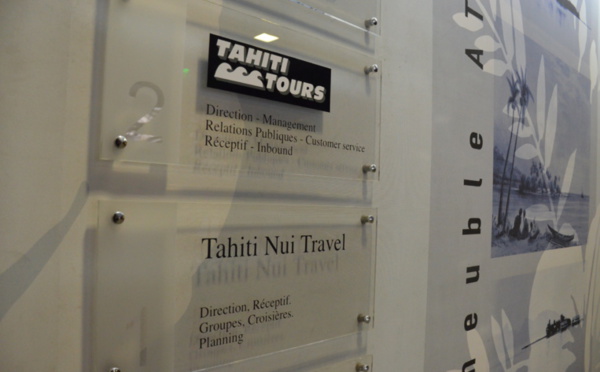 TAHITI
TOURS
2
Direction - Management
Relations Publiques - Customer service
Réceptif - Inbound
Tahiti Nui Travel
1
Direction, Réceptif.
Groupes, Croisières.
Planning